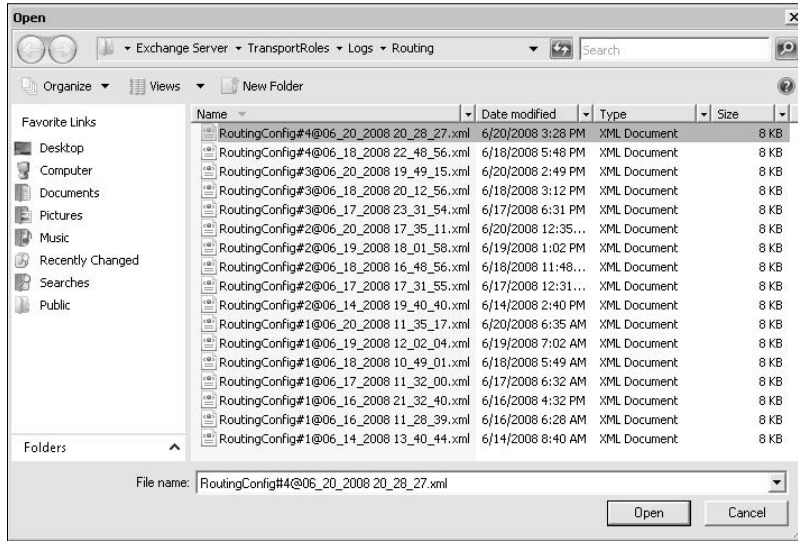 Open
Exchange Server TransportRoles Logs Routing Search
Organize Views New Folder
Favorite Links
Desktop
Computer
Documents
Pictures
Music
Recently Changed
Searches
Public
Folders
Name Date modified Type Size
RoutingConfig#4@06_20_2008 20_28_27.xml 6/20/2008 3:28 PM XML Document 8 KB
RoutingConfig#4@06_18_2008 22_48_56.xml 6/18/2008 5:48 PM XML Document 8 KB
RoutingConfig#3@06_20_2008 19_49_15.xml 6/20/2008 2:49 PM XML Document 8 KB
RoutingConfig#3@06_18_2008 20_12_56.xml 6/18/2008 3:12 PM XML Document 8 KB
RoutingConfig#3@06_17_2008 23_31_54.xml 6/17/2008 6:31 PM XML Document 8 KB
RoutingConfig#2@06_20_2008 17_35_11.xml 6/20/2008 12:35... XML Document 8 KB
RoutingConfig#2@06_19_2008 18_01_58.xml 6/19/2008 1:02 PM XML Document 8 KB
RoutingConfig#2@06_18_2008 16_48_56.xml 6/18/2008 11:48... XML Document 8 KB
RoutingConfig#2@06_17_2008 17_31_55.xml 6/17/2008 12:31... XML Document 8 KB
RoutingConfig#2@06_14_2008 19_40_40.xml 6/14/2008 2:40 PM XML Document 8 KB
RoutingConfig#1@06_20_2008 11_35_17.xml 6/20/2008 6:35 AM XML Document 8 KB
RoutingConfig#1@06_19_2008 12_02_04.xml 6/19/2008 7:02 AM XML Document 8 KB
RoutingConfig#1@06_18_2008 10_49_01.xml 6/18/2008 5:49 AM XML Document 8 KB
RoutingConfig#1@06_17_2008 11_32_00.xml 6/17/2008 6:32 AM XML Document 8 KB
RoutingConfig#1@06_16_2008 21_32_40.xml 6/16/2008 4:32 PM XML Document 8 KB
RoutingConfig#1@06_16_2008 11_28_39.xml 6/16/2008 6:28 AM XML Document 8 KB
RoutingConfig#1@06_14_2008 13_40_44.xml 6/14/2008 8:40 AM XML Document 8 KB
File name: RoutingConfig#4@06_20_2008 20_28_27.xml
Open Cancel